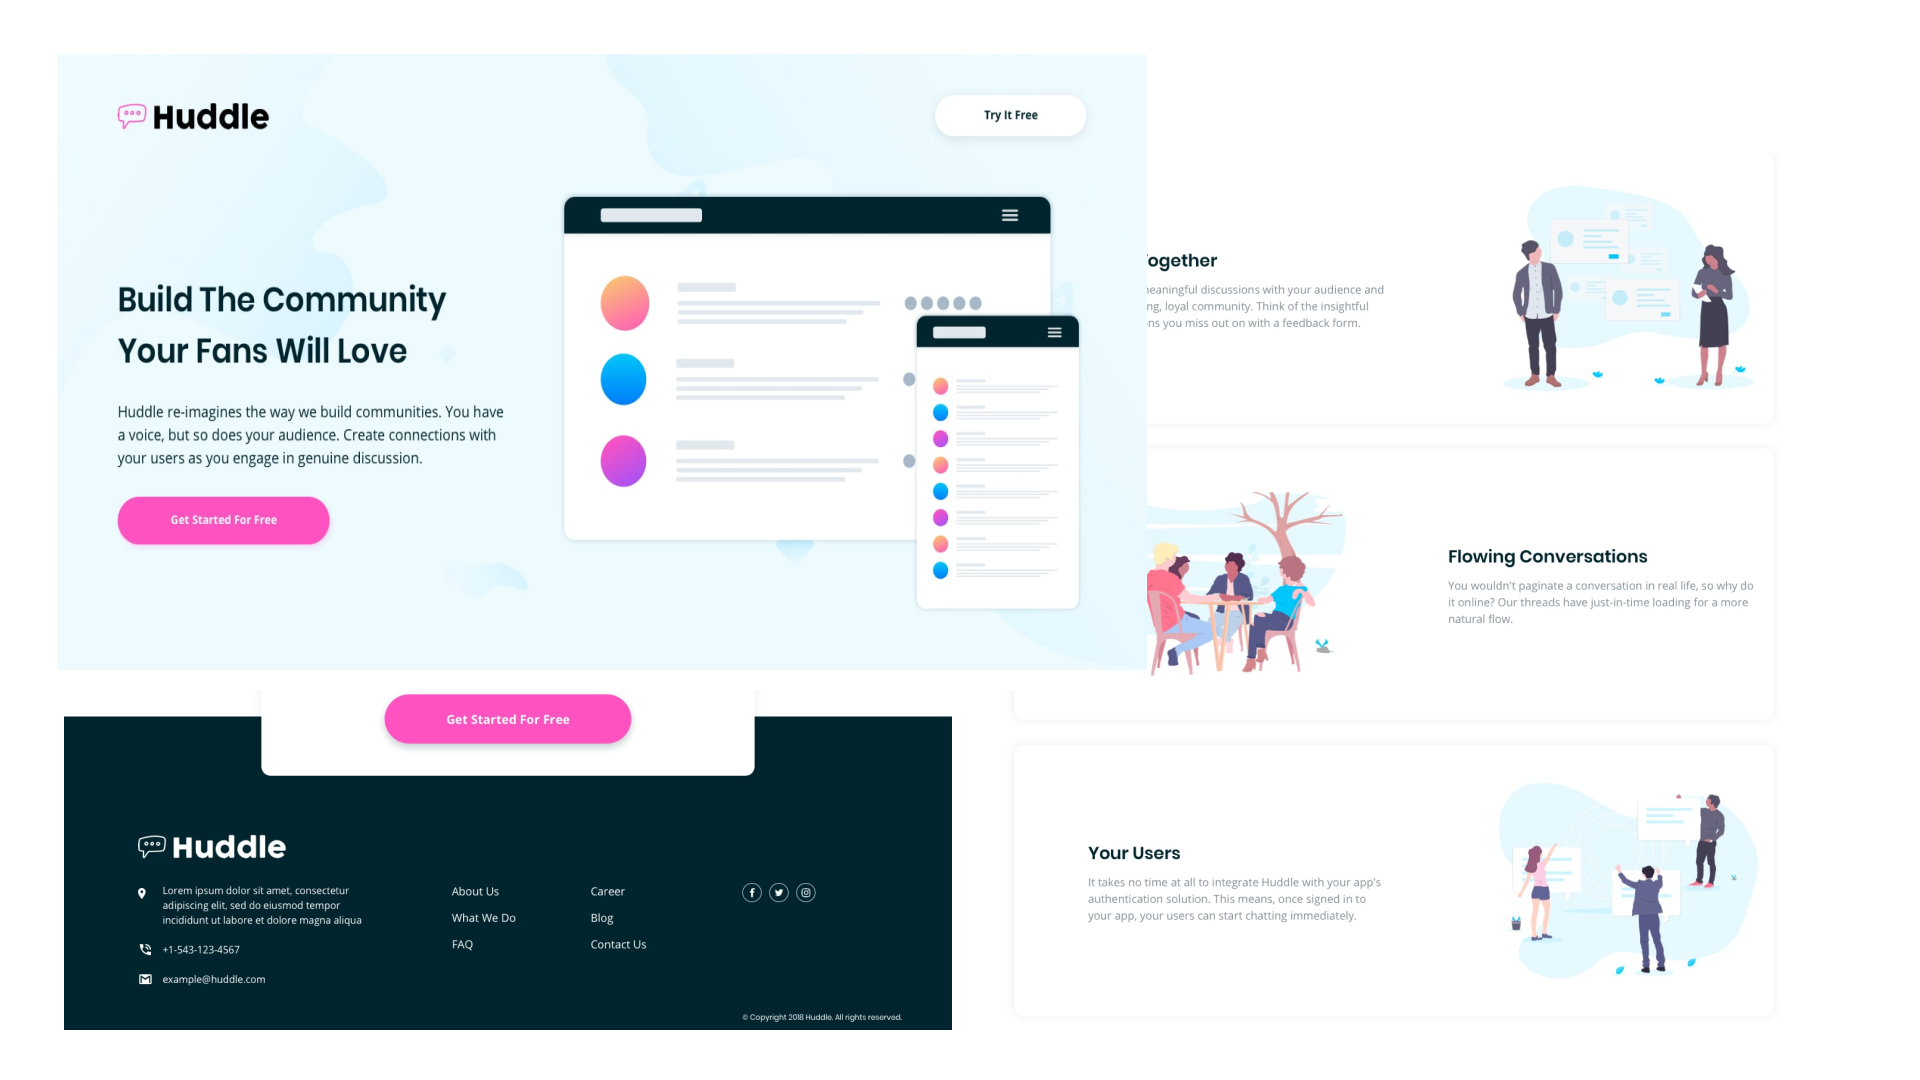 Huddle
Try It Free
Build The Community
Your Fans Will Love
Huddle re-imagines the way we build communities. You have
a voice, but so does your audience. Create connections with
your users as you engage in genuine discussion.
Get Started For Free
Together
meaningful discussions with your audience and
loyal community. Think of the insightful
you miss out on with a feedback form.
Flowing Conversations
You wouldn't paginate a conversation in real life, so why do
it online? Our threads have just-in-time loading for a more
natural flow.
Your Users
It takes no time at all to integrate Huddle with your app's
authentication solution. This means, once signed in to
your app, your users can start chatting immediately.
Get Started For Free
Huddle
Lorem ipsum dolor sit amet, consectetur
adipiscing elit, sed do eiusmod tempor
incididunt ut labore et dolore magna aliqua
+1-543-123-4567
example@huddle.com
About Us
What We Do
FAQ
Career
Blog
Contact Us
© Copyright 2018 Huddle. All rights reserved.